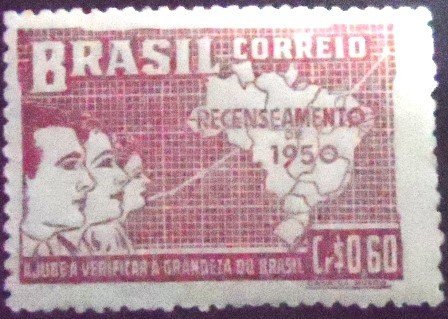 BRASIL CORREIO
RECENSEAMENTO
DE
1950
AJUDE A VERIFICAR A GRANDEZA DO BRASIL
Cr$0,60